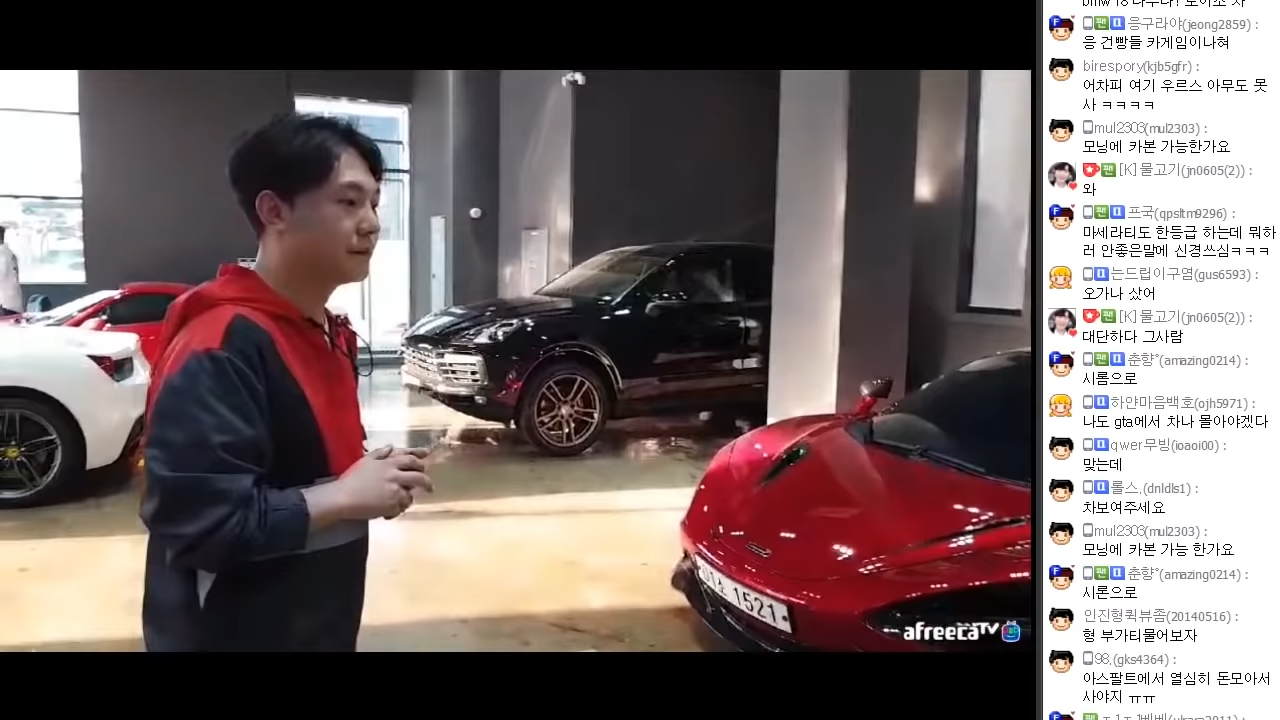 응구라야(jeong2859) :
응 건빵들 카게임이나혀
birespory(kjb5gfr) :
어차피 여기 우르스 아무도 못
사 ㅋㅋㅋㅋ
mul2303(mul2303) :
모닝에 카본 가능한가요
[K] 물고기(jn0605(2)) :
와
프국(qpsltm9296) :
마세라티도 한등급 하는데 뭐하
러 안좋은말에 신경쓰심ㅋㅋㅋ
는드립이구염(gus6593) :
오가나 샀어
[K] 물고기(jn0605(2)) :
대단하다 그사람
춘향°(amazing0214) :
시름으로
하얀마음백호(ojh5971) :
나도 gta에서 차나 몰아야겠다
qwer무빙(ioaoi00) :
맞는데
롤스.(dnldls1) :
차보여주세요
mul2303(mul2303) :
모닝에 카본 가능 한가요
춘향°(amazing0214) :
시론으로
인진형퀵뷰좀(20140516) :
형 부가티물어보자
98.(gks4364) :
아스팔트에서 열심히 돈모아서
사야지 ㅠㅠ
1521
afreecaTV